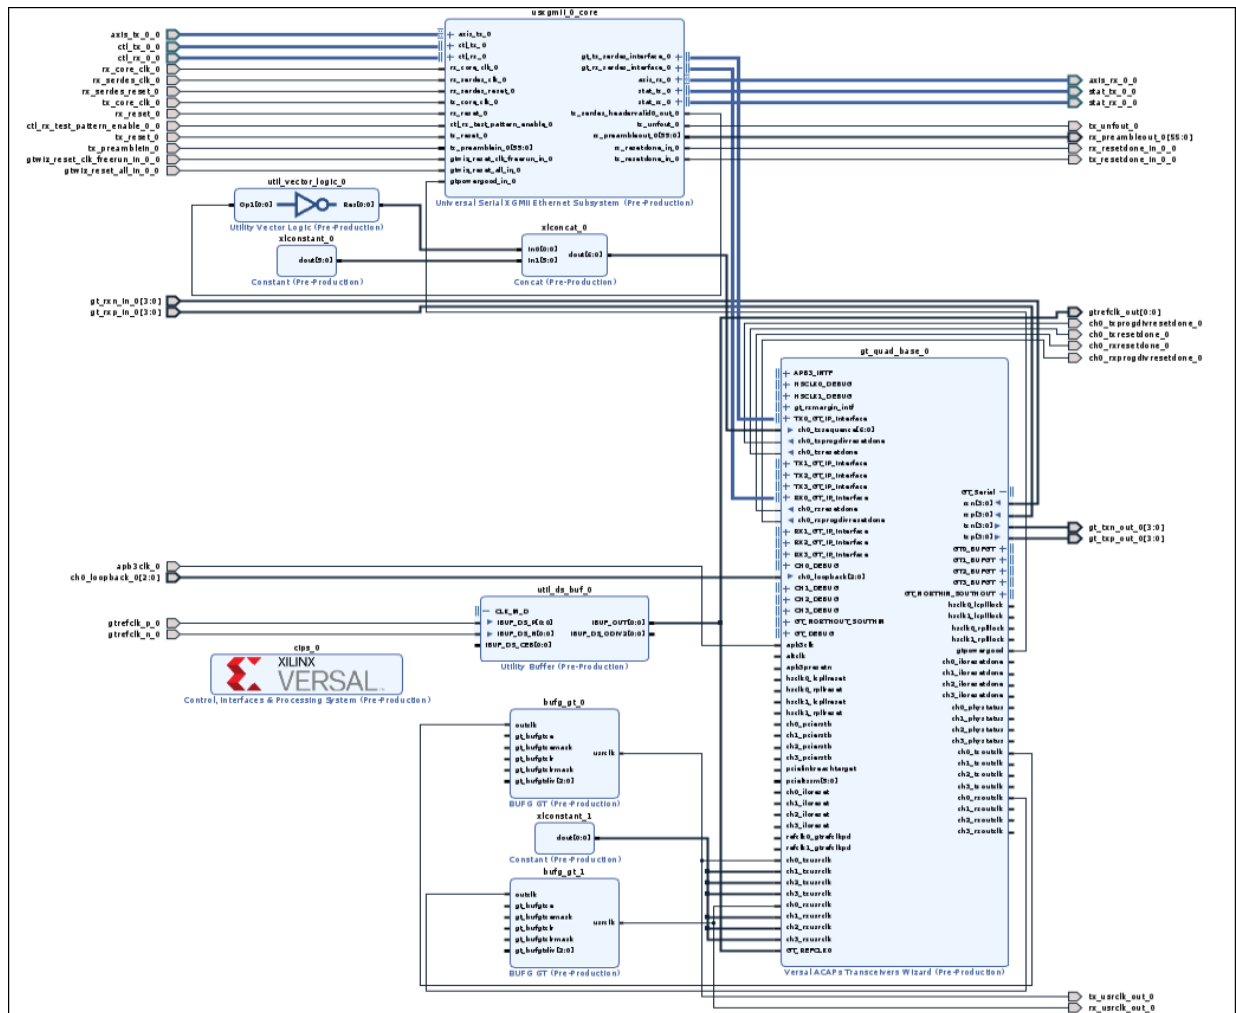 usxgmii_0_core
axis_tx_0_0
ctl_tx_0_0
ctl_rx_0_0
rx_core_clk_0
rx_serdes_clk_0
rx_serdes_reset_0
tx_core_clk_0
rx_reset_0
ctl_rx_test_pattern_enable_0_0
tx_reset_0
tx_preamblein_0
gtwiz_reset_clk_freerun_in_0_0
gtwiz_reset_all_in_0_0
axis_tx_0
ctl_tx_0
ctl_rx_0
rx_core_clk_0
rx_serdes_clk_0
rx_serdes_reset_0
tx_core_clk_0
rx_reset_0
ctl_rx_test_pattern_enable_0
tx_reset_0
tx_preamblein_0[55:0]
gtwiz_reset_clk_freerun_in_0
gtwiz_reset_all_in_0
gtpowergood_in_0
gt_tx_serdes_interface_0
gt_rx_serdes_interface_0
axis_rx_0
stat_tx_0
stat_rx_0
tx_serdes_headervalid0_out_0
tx_unfout_0
rx_preambleout_0[55:0]
rx_resetdone_in_0
tx_resetdone_in_0
Universal Serial XGMII Ethernet Subsystem (Pre-Production)
axis_rx_0_0
stat_tx_0_0
stat_rx_0_0
tx_unfout_0
rx_preambleout_0[55:0]
rx_resetdone_in_0_0
tx_resetdone_in_0_0
util_vector_logic_0
Op1[0:0]
Res[0:0]
Utility Vector Logic (Pre-Production)
xlconstant_0
dout[5:0]
Constant (Pre-Production)
xlconcat_0
In0[0:0]
In1[5:0]
dout[6:0]
Concat (Pre-Production)
gt_rxn_in_0[3:0]
gt_rxp_in_0[3:0]
gtrefclk_out[0:0]
ch0_txprogdivresetdone_0
ch0_txresetdone_0
ch0_rxresetdone_0
ch0_rxprogdivresetdone_0
gt_quad_base_0
APB3_INTF
HSCLK0_DEBUG
HSCLK1_DEBUG
gt_rxmargin_intf
TX0_GT_IP_Interface
ch0_txsequence[6:0]
ch0_txprogdivresetdone
ch0_txresetdone
TX1_GT_IP_Interface
TX2_GT_IP_Interface
TX3_GT_IP_Interface
RX0_GT_IP_Interface
ch0_rxresetdone
ch0_rxprogdivresetdone
RX1_GT_IP_Interface
RX2_GT_IP_Interface
RX3_GT_IP_Interface
CH0_DEBUG
ch0_loopback[2:0]
CH1_DEBUG
CH2_DEBUG
CH3_DEBUG
GT_NORTHOUT_SOUTHIN
GT_DEBUG
apb3clk
altclk
apb3presetn
hsclk0_lcpllreset
hsclk0_rpllreset
hsclk1_lcpllreset
hsclk1_rpllreset
ch0_pcierstb
ch1_pcierstb
ch2_pcierstb
ch3_pcierstb
pcielinkreachtarget
pcieltssm[5:0]
ch0_iloreset
ch1_iloreset
ch2_iloreset
ch3_iloreset
refclk0_gtrefclkpd
refclk1_gtrefclkpd
ch0_txusrclk
ch1_txusrclk
ch2_txusrclk
ch3_txusrclk
ch0_rxusrclk
ch1_rxusrclk
ch2_rxusrclk
ch3_rxusrclk
GT_REFCLK0
GT_Serial
rxn[3:0]
rxp[3:0]
txn[3:0]
txp[3:0]
GT0_BUFGT
GT1_BUFGT
GT2_BUFGT
GT3_BUFGT
GT_NORTHIN_SOUTHOUT
hsclk0_lcplllock
hsclk1_lcplllock
hsclk0_rplllock
hsclk1_rplllock
gtpowergood
ch0_iloresetdone
ch1_iloresetdone
ch2_iloresetdone
ch3_iloresetdone
ch0_phystatus
ch1_phystatus
ch2_phystatus
ch3_phystatus
ch0_txoutclk
ch1_txoutclk
ch2_txoutclk
ch3_txoutclk
ch0_rxoutclk
ch1_rxoutclk
ch2_rxoutclk
ch3_rxoutclk
Versal ACAPs Transceivers Wizard (Pre-Production)
gt_txn_out_0[3:0]
gt_txp_out_0[3:0]
apb3clk_0
ch0_loopback_0[2:0]
gtrefclk_p_0
gtrefclk_n_0
util_ds_buf_0
CLK_IN_D
IBUF_DS_P[0:0]
IBUF_DS_N[0:0]
IBUF_DS_CEB[0:0]
IBUF_OUT[0:0]
IBUF_DS_ODIV2[0:0]
Utility Buffer (Pre-Production)
cips_0
XILINX
VERSAL
Control, Interfaces & Processing System (Pre-Production)
bufg_gt_0
outclk
gt_bufgtce
gt_bufgtcemask
gt_bufgtclr
gt_bufgtclrmask
gt_bufgtdiv[2:0]
usrclk
BUFG GT (Pre-Production)
xlconstant_1
dout[0:0]
Constant (Pre-Production)
bufg_gt_1
outclk
gt_bufgtce
gt_bufgtcemask
gt_bufgtclr
gt_bufgtclrmask
gt_bufgtdiv[2:0]
usrclk
BUFG GT (Pre-Production)
tx_usrclk_out_0
rx_usrclk_out_0